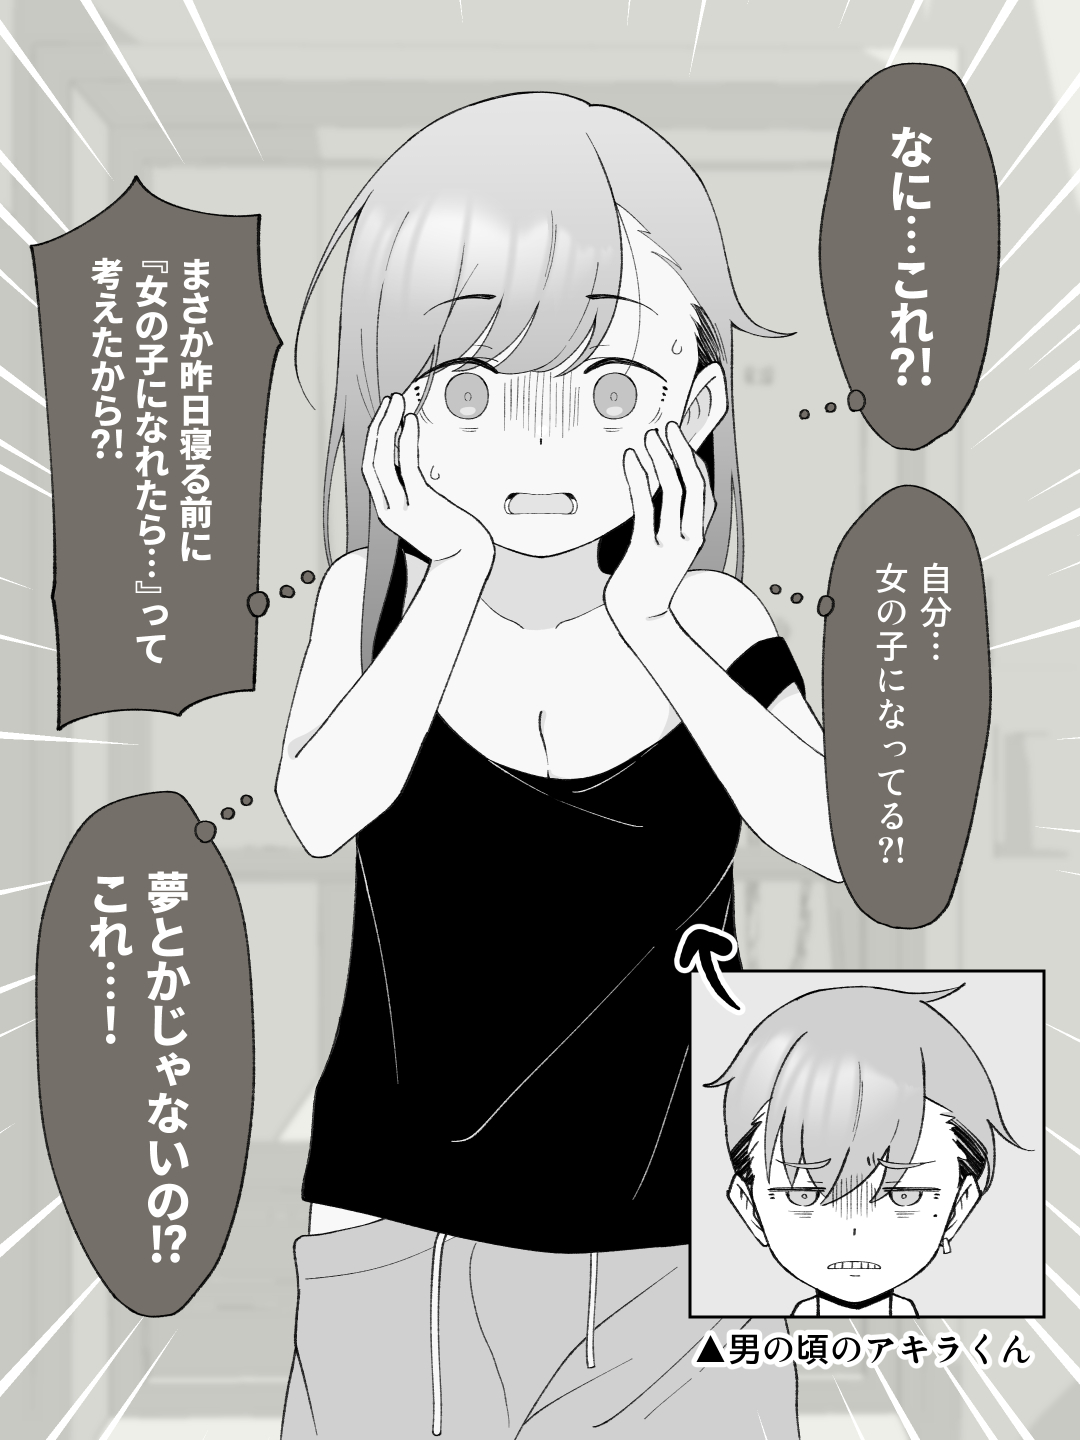 なに…これ?!
自分…
女の子になってる?!
まさか昨日寝る前に
『女の子になれたら…』って
考えたから?!
夢とかじゃないの!?
これ…!
▲男の頃のアキラくん